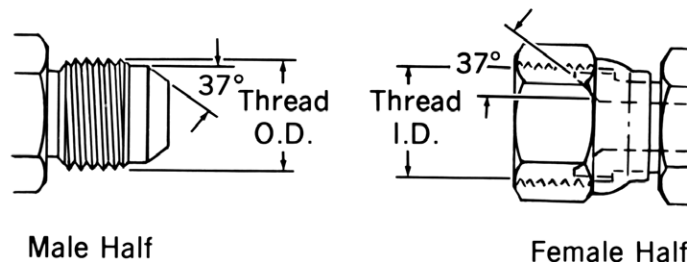 37°
Thread
O.D.
Male Half
37°
Thread
I.D.
Female Half